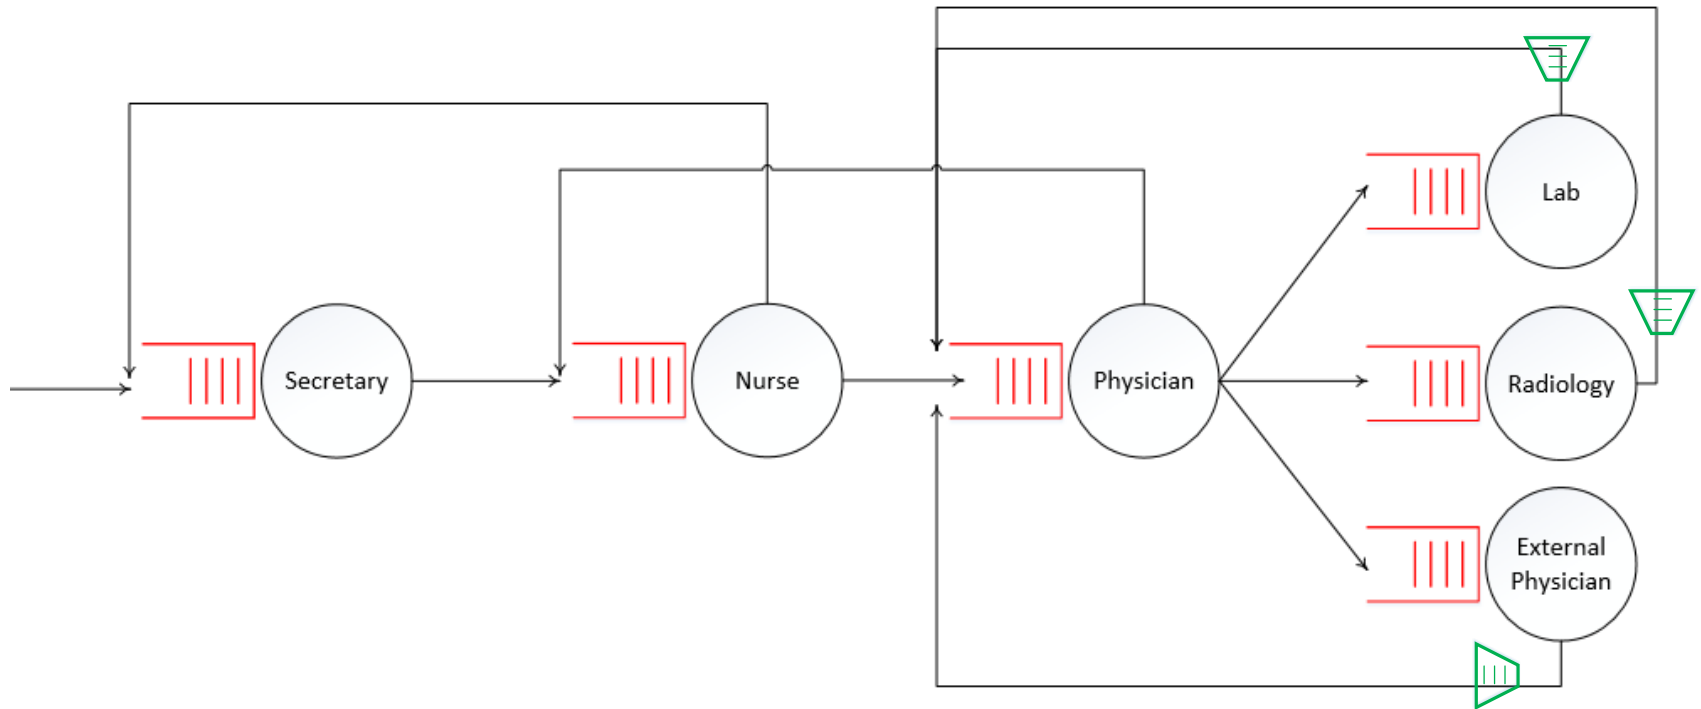 Lab
Secretary
Nurse
Physician
Radiology
External
Physician